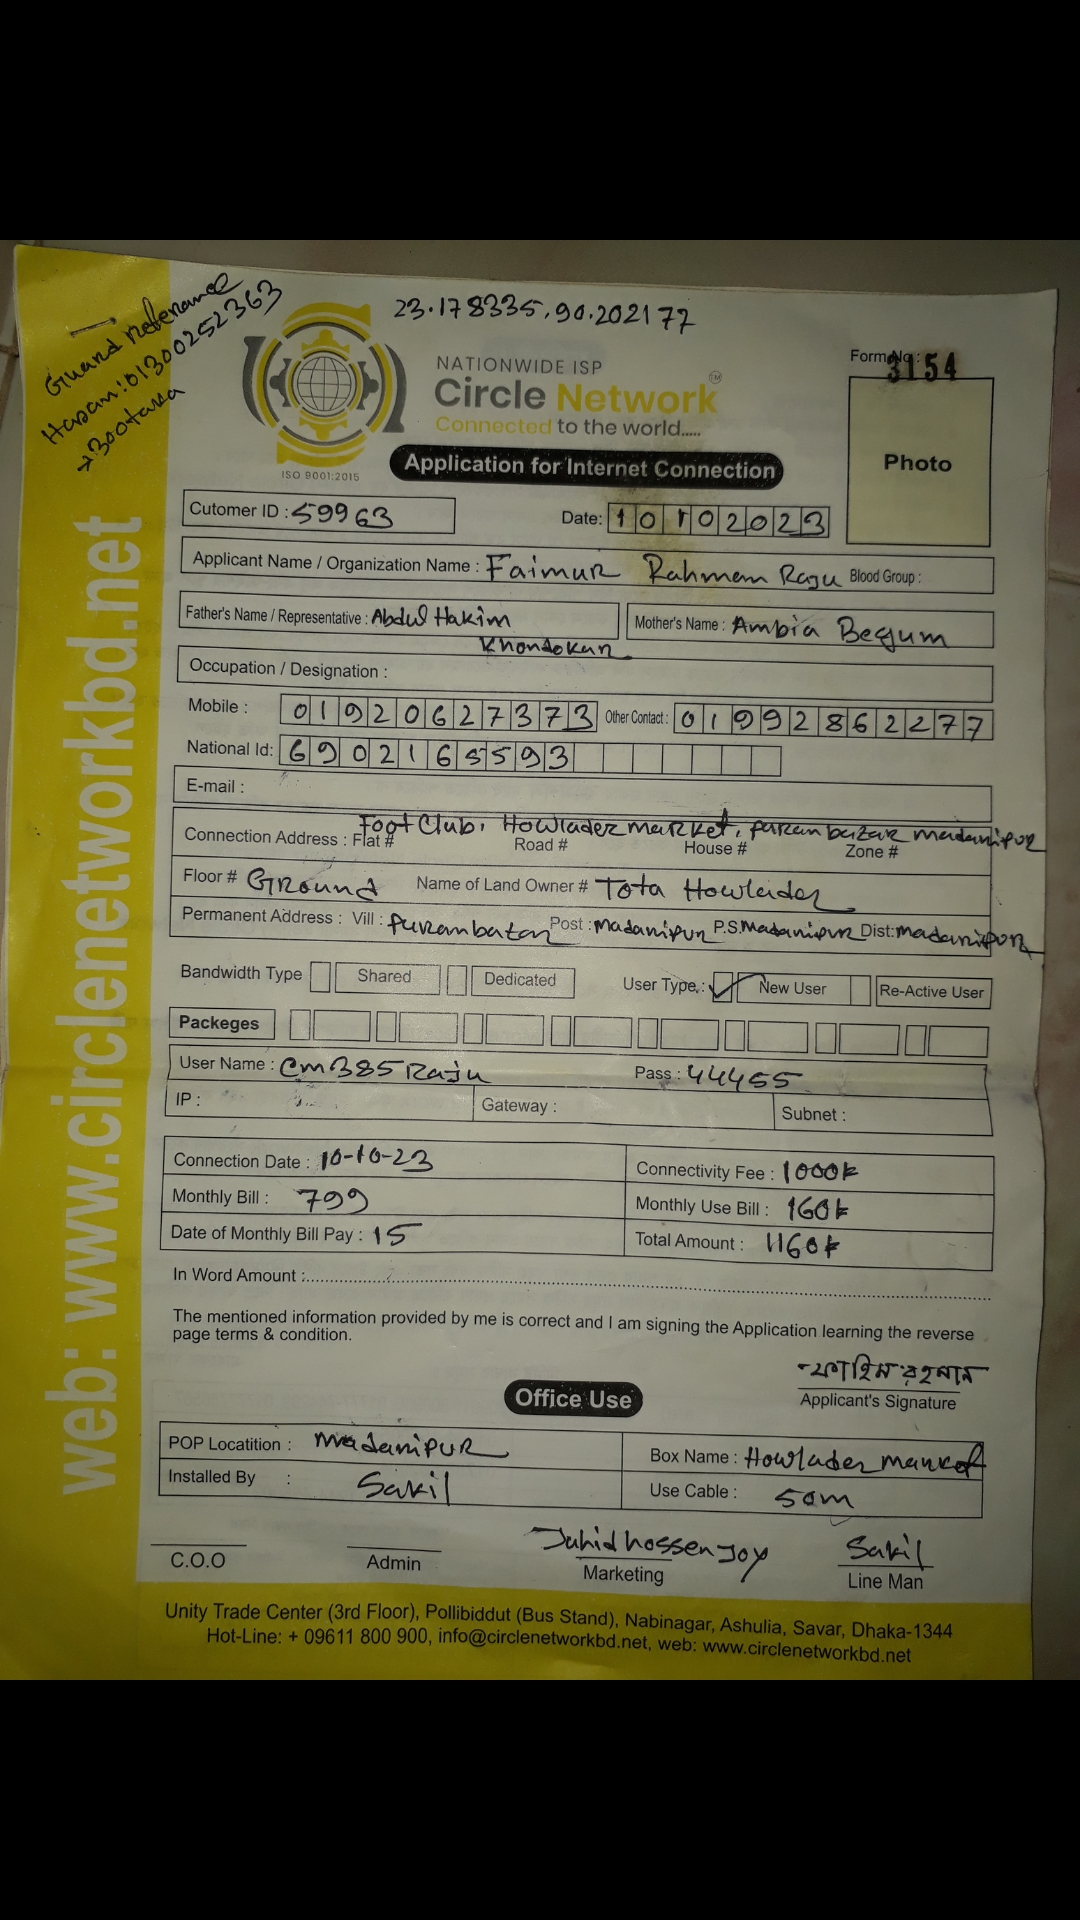 Guard Reference
Hasan:01300252363
→300taka
23.178335, 90.202177
NATIONWIDE ISP
Circle Network™
Connected to the world.....
ISO 9001:2015
Application for Internet Connection
Form No : 3154
Photo
Cutomer ID : 59963
Date: 10102023
Applicant Name / Organization Name : Faimur Rahman Raju Blood Group :
Father's Name / Representative : Abdul Hakim Khondokar
Mother's Name : Ambia Begum
Occupation / Designation :
Mobile : 01920627373 Other Contact : 01992862277
National Id: 6902165593
E-mail :
Foot Club, Howlader market, puranbazar madaripur
Connection Address : Flat # Road # House # Zone #
Floor # Ground Name of Land Owner # Tota Howlader
Permanent Address : Vill : puranbazar Post : madaripur P.S. madaripur Dist: madaripur
Bandwidth Type Shared Dedicated User Type : ✓ New User Re-Active User
Packeges
User Name : cm385Raju Pass : 44455
IP : Gateway : Subnet :
Connection Date : 10-10-23 Connectivity Fee : 1000৳
Monthly Bill : 799 Monthly Use Bill : 160৳
Date of Monthly Bill Pay : 15 Total Amount : 1160৳
In Word Amount :
The mentioned information provided by me is correct and I am signing the Application learning the reverse
page terms & condition.
Applicant's Signature
Office Use
POP Locatition : madaripur Box Name : Howlader market
Installed By : Sakil Use Cable : 50m
C.O.O
Admin
Jahid hossen Joy
Marketing
Sakil
Line Man
Unity Trade Center (3rd Floor), Pollibiddut (Bus Stand), Nabinagar, Ashulia, Savar, Dhaka-1344
Hot-Line: + 09611 800 900, info@circlenetworkbd.net, web: www.circlenetworkbd.net
web: www.circlenetworkbd.net